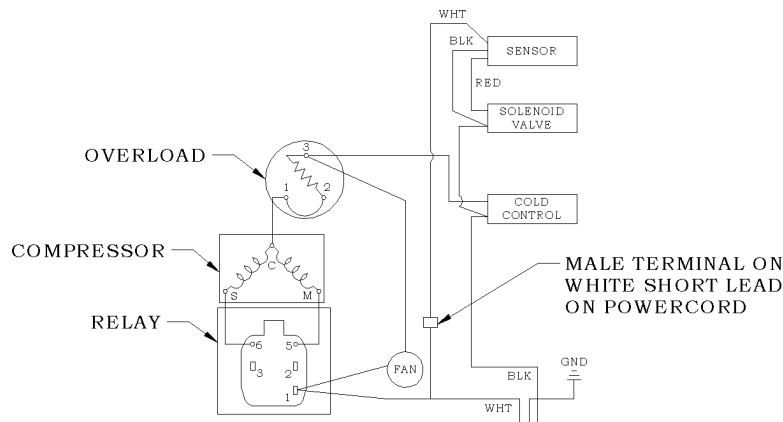 WHT
BLK
SENSOR
RED
SOLENOID
VALVE
3
OVERLOAD
1
2
COLD
CONTROL
COMPRESSOR
C
S
M
MALE TERMINAL ON
WHITE SHORT LEAD
ON POWERCORD
RELAY
6
5
3
2
1
FAN
GND
BLK
WHT